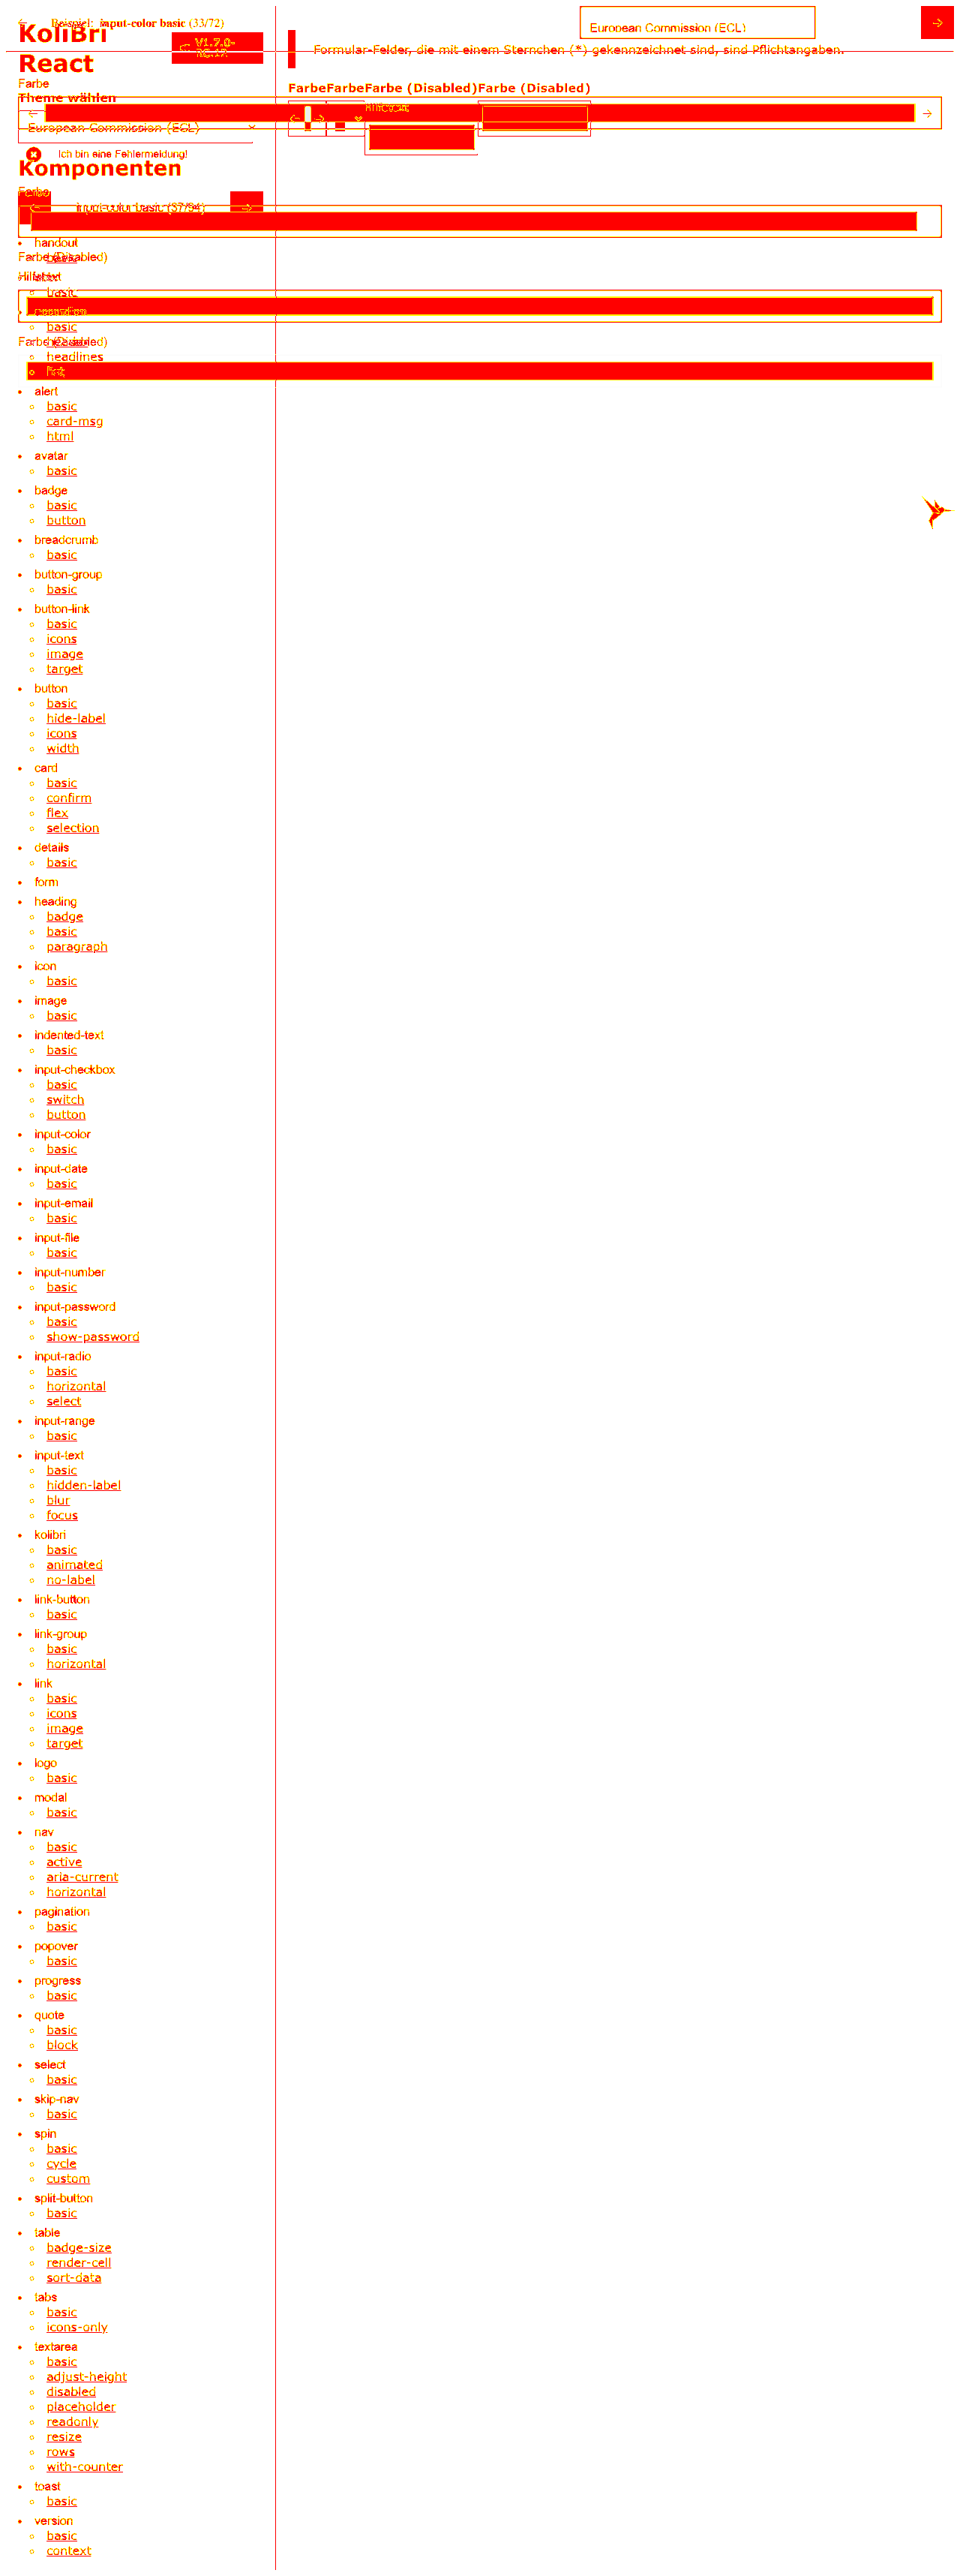 Beispiel: input-color basic (33/72)
European Commission (ECL)
KoliBri
React
V1.7.0-
Formular-Felder, die mit einem Sternchen (*) gekennzeichnet sind, sind Pflichtangaben.
Farbe
Theme wählen
FarbeFarbeFarbe (Disabled)Farbe (Disabled)
European Commission (ECL)
Ich bin eine Fehlermeldung!
Komponenten
Farbe
input-color basic (37/94)
handout
Farbe (Disabled)
basic
basic
basic
Farbe (Disabled)
headlines
alert
basic
card-msg
html
avatar
basic
badge
basic
button
breadcrumb
basic
button-group
basic
button-link
basic
icons
image
target
button
basic
hide-label
icons
width
card
basic
confirm
flex
selection
details
basic
form
heading
badge
basic
paragraph
icon
basic
image
basic
indented-text
basic
input-checkbox
basic
switch
button
input-color
basic
input-date
basic
input-email
basic
input-file
basic
input-number
basic
input-password
basic
show-password
input-radio
basic
horizontal
select
input-range
basic
input-text
basic
hidden-label
blur
focus
kolibri
basic
animated
no-label
link-button
basic
link-group
basic
horizontal
link
basic
icons
image
target
logo
basic
modal
basic
nav
basic
active
aria-current
horizontal
pagination
basic
popover
basic
progress
basic
quote
basic
block
select
basic
skip-nav
basic
spin
basic
cycle
custom
split-button
basic
table
badge-size
render-cell
sort-data
tabs
basic
icons-only
textarea
basic
adjust-height
disabled
placeholder
readonly
resize
rows
with-counter
toast
basic
version
basic
context